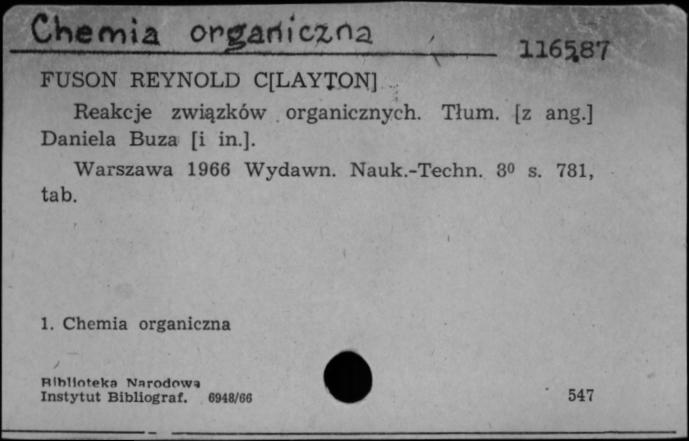 Chemia organiczna
116587
FUSON REYNOLD C[LAYTON]
Reakcje związków organicznych. Tłum. [z ang.]
Daniela Buza [i in.].
Warszawa 1966 Wydawn. Nauk.-Techn. 8⁰ s. 781,
tab.
1. Chemia organiczna
Biblioteka Narodowa
Instytut Bibliograf. 6948/66
547